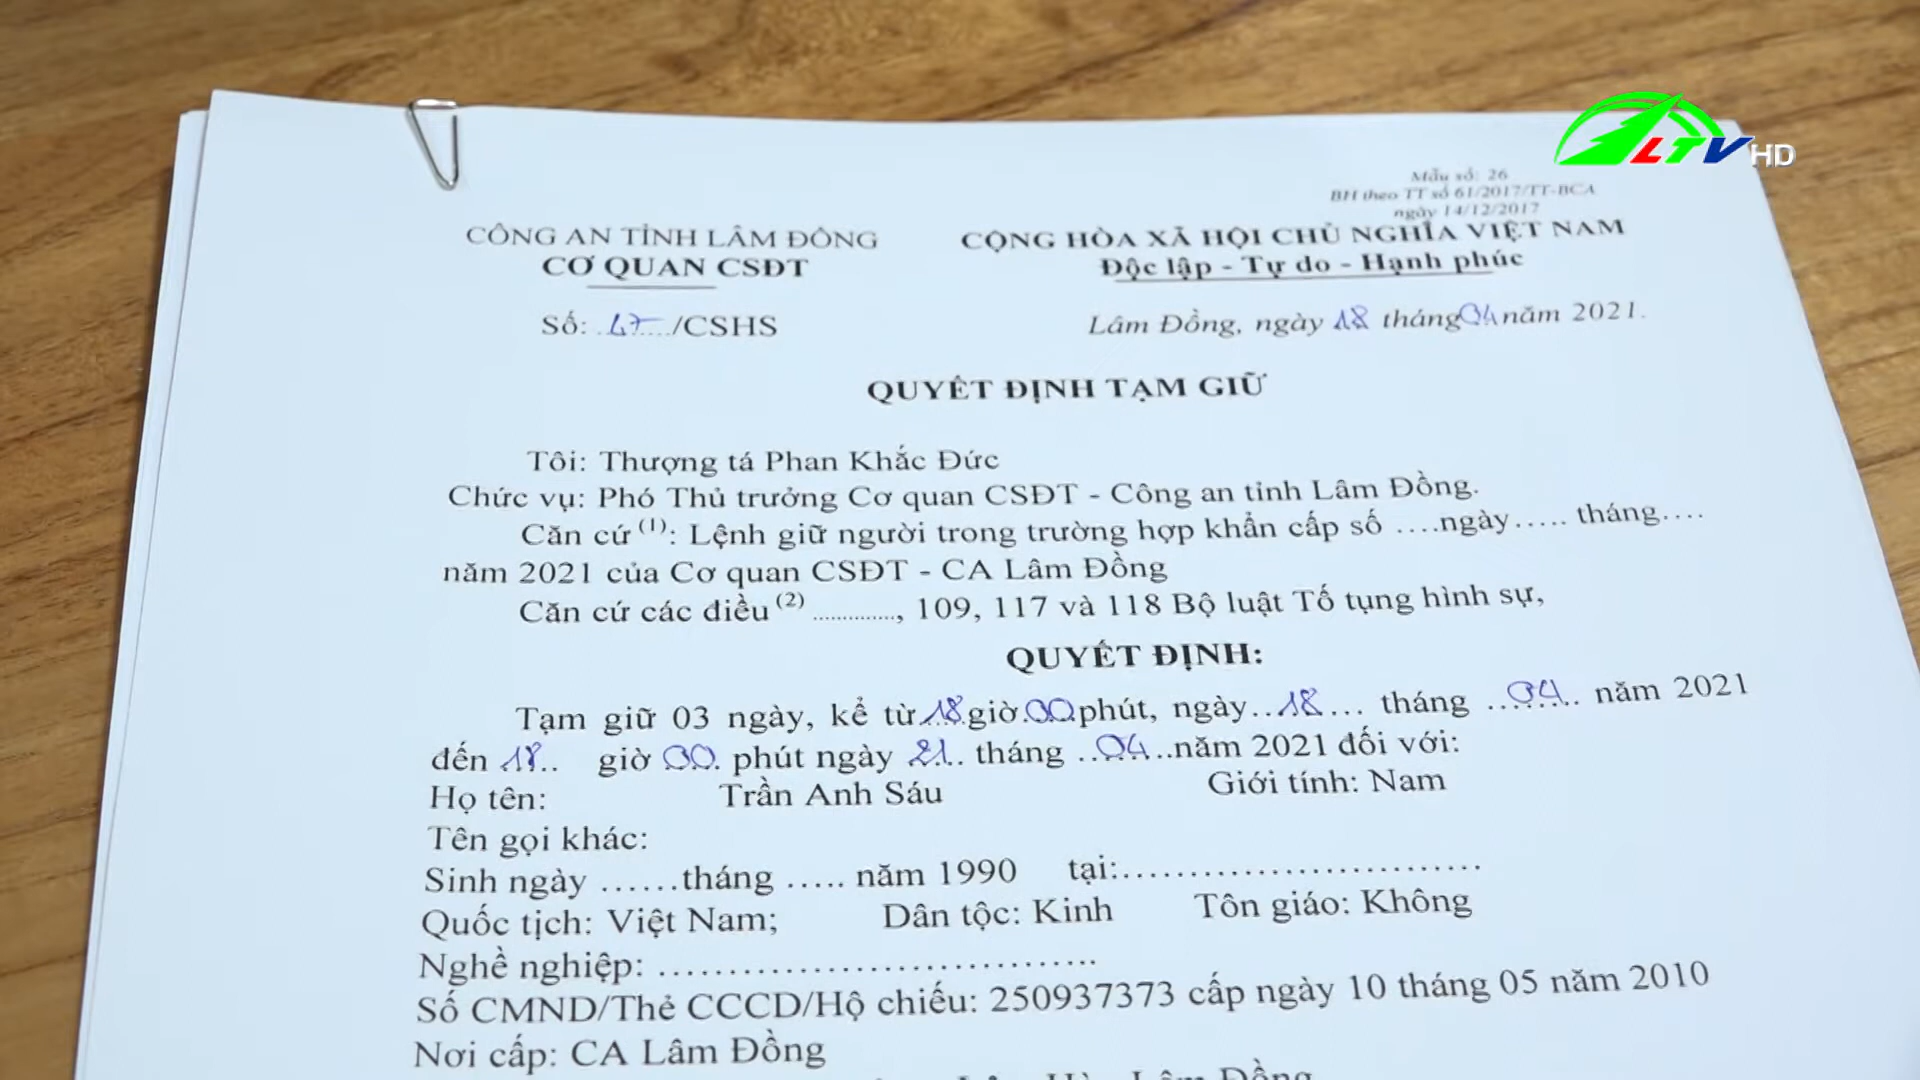 LTV HD
Mẫu số: 26
BH theo TT số 61/2017/TT-BCA
ngày 14/12/2017
CÔNG AN TỈNH LÂM ĐỒNG
CƠ QUAN CSĐT
CỘNG HÒA XÃ HỘI CHỦ NGHĨA VIỆT NAM
Độc lập - Tự do - Hạnh phúc
Số: ..47..../CSHS
Lâm Đồng, ngày 18 tháng 04 năm 2021.
QUYẾT ĐỊNH TẠM GIỮ
Tôi: Thượng tá Phan Khắc Đức
Chức vụ: Phó Thủ trưởng Cơ quan CSĐT - Công an tỉnh Lâm Đồng.
Căn cứ (1): Lệnh giữ người trong trường hợp khẩn cấp số ....ngày..... tháng....
năm 2021 của Cơ quan CSĐT - CA Lâm Đồng
Căn cứ các điều (2) .............., 109, 117 và 118 Bộ luật Tố tụng hình sự,
QUYẾT ĐỊNH:
Tạm giữ 03 ngày, kể từ 18 giờ 00 phút, ngày..18... tháng ..04.. năm 2021
đến 18.. giờ 00. phút ngày 21. tháng ..04..năm 2021 đối với:
Họ tên: Trần Anh Sáu Giới tính: Nam
Tên gọi khác:
Sinh ngày ......tháng ..... năm 1990 tại:...........................
Quốc tịch: Việt Nam; Dân tộc: Kinh Tôn giáo: Không
Nghề nghiệp: .................................
Số CMND/Thẻ CCCD/Hộ chiếu: 250937373 cấp ngày 10 tháng 05 năm 2010
Nơi cấp: CA Lâm Đồng